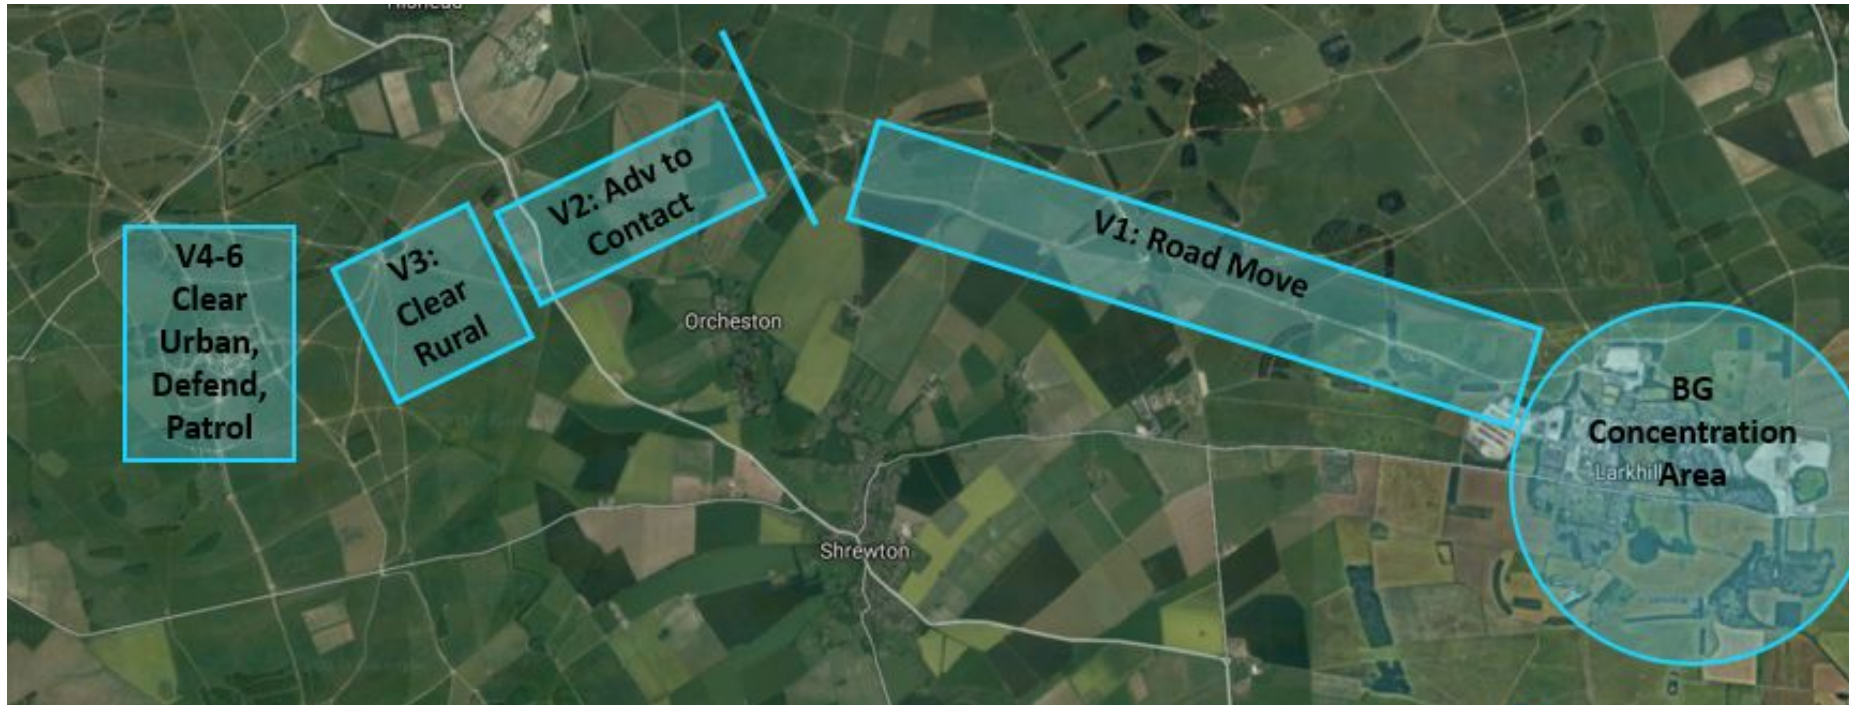 V4-6
Clear
Urban,
Defend,
Patrol
V3:
Clear
Rural
V2: Adv to
Contact
V1: Road Move
BG
Concentration
Area
Larkhill
Orcheston
Shrewton